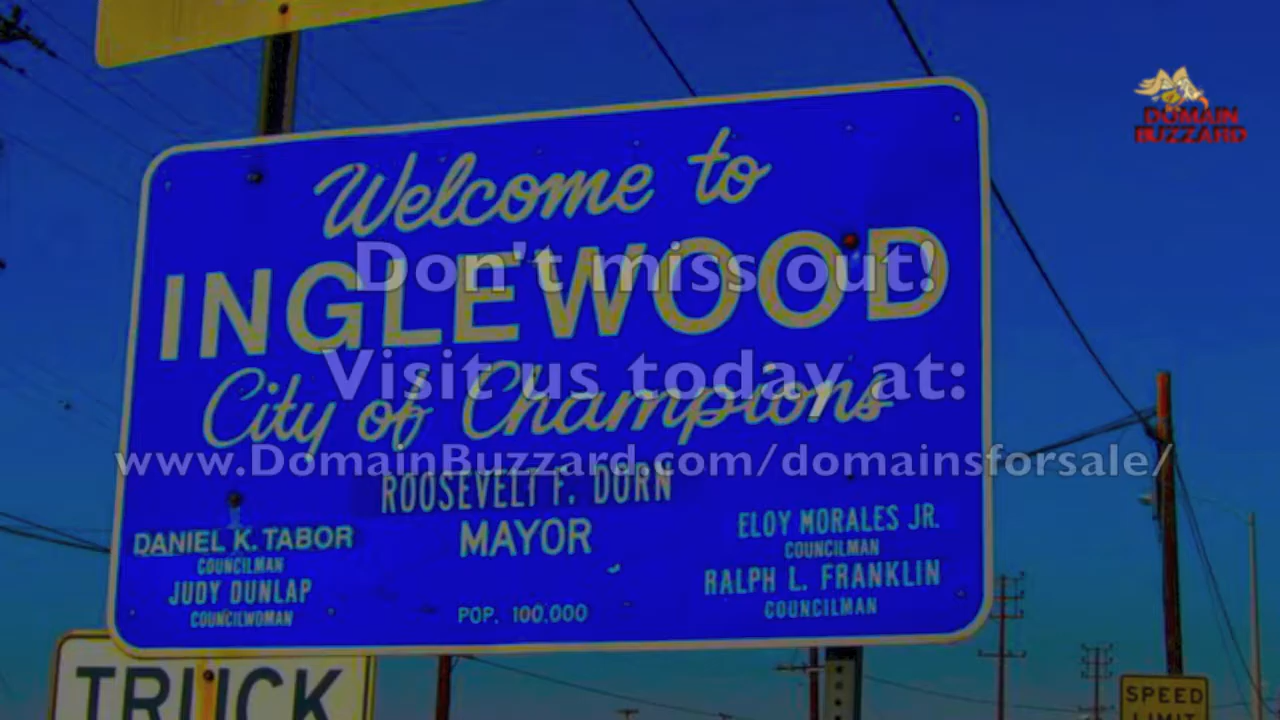 DOMAIN
BUZZARD
Welcome to
INGLEWOOD
Don't miss out!
City of Champions
Visit us today at:
www.DomainBuzzard.com/domainsforsale/
ROOSEVELT F. DORN
MAYOR
DANIEL K. TABOR
COUNCILMAN
JUDY DUNLAP
COUNCILWOMAN
ELOY MORALES JR.
COUNCILMAN
RALPH L. FRANKLIN
COUNCILMAN
POP. 100,000
TRUCK
SPEED
LIMIT